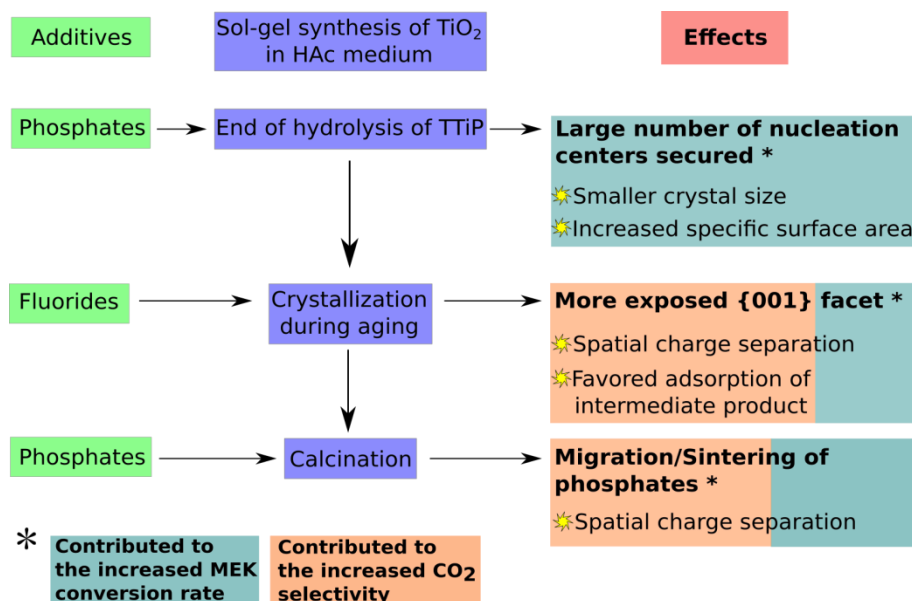 Additives
Sol-gel synthesis of TiO₂
in HAc medium
Effects
Phosphates
End of hydrolysis of TTiP
Large number of nucleation
centers secured *
Smaller crystal size
Increased specific surface area
Fluorides
Crystallization
during aging
More exposed {001} facet *
Spatial charge separation
Favored adsorption of
intermediate product
Phosphates
Calcination
Migration/Sintering of
phosphates *
Spatial charge separation
*
Contributed to
the increased MEK
conversion rate
Contributed to
the increased CO₂
selectivity